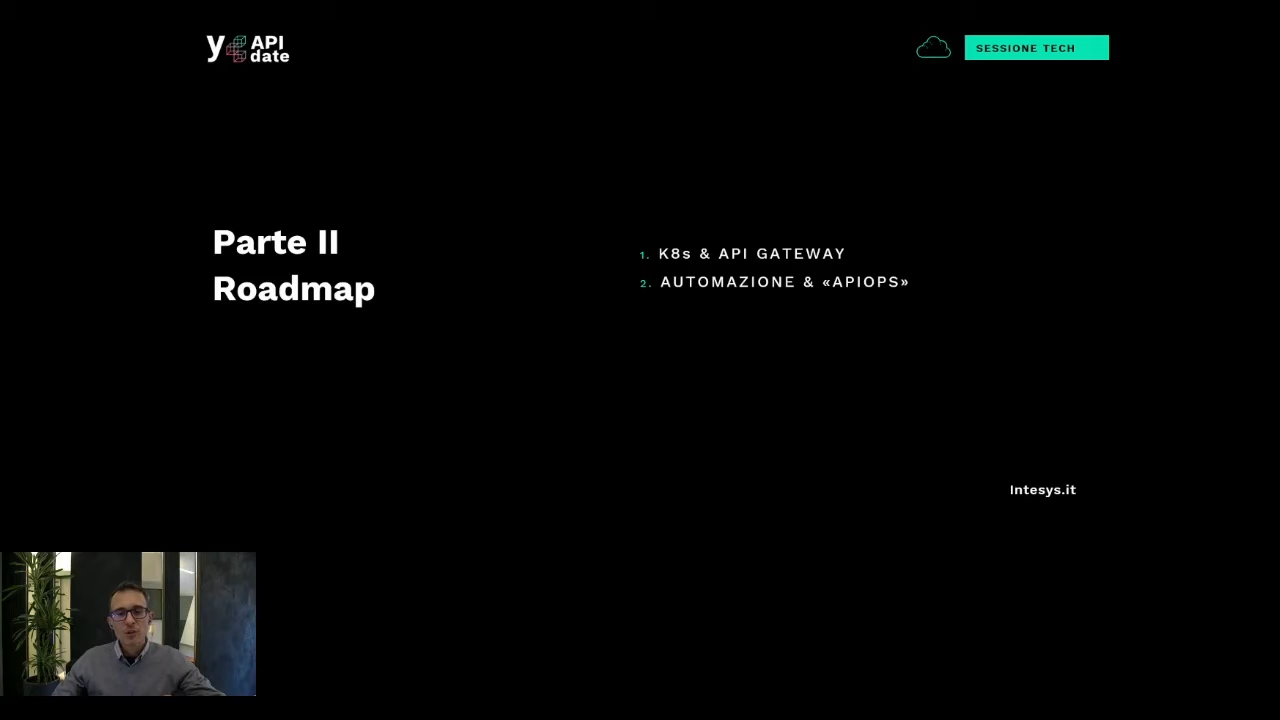 y API
date
SESSIONE TECH
Parte II
Roadmap
1. K8s & API GATEWAY
2. AUTOMAZIONE & «APIOPS»
Intesys.it